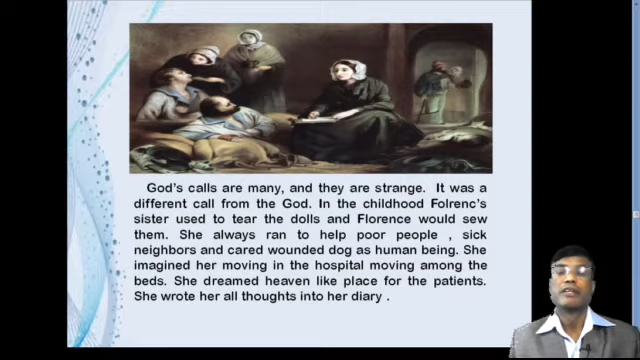 God's calls are many, and they are strange. It was a
different call from the God. In the childhood Folrenc's
sister used to tear the dolls and Florence would sew
them. She always ran to help poor people , sick
neighbors and cared wounded dog as human being. She
imagined her moving in the hospital moving among the
beds. She dreamed heaven like place for the patients.
She wrote her all thoughts into her diary .